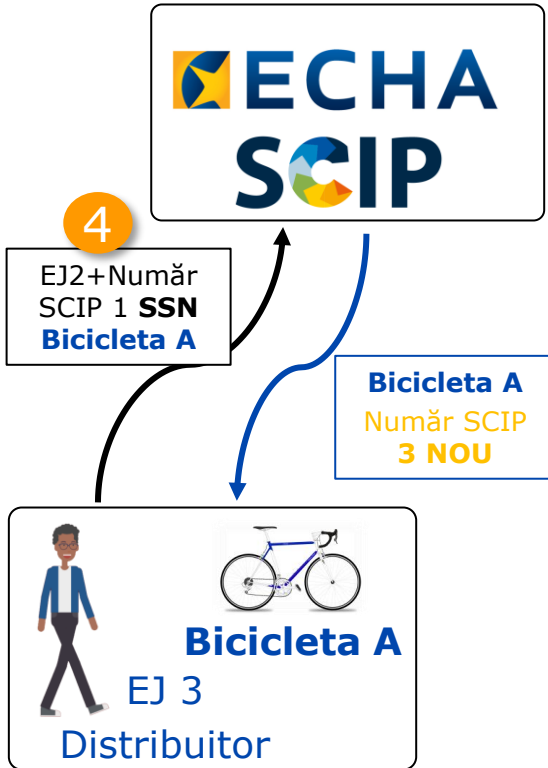 ECHA
SCIP
4
EJ2+Număr
SCIP 1 SSN
Bicicleta A
Bicicleta A
Număr SCIP
3 NOU
Bicicleta A
EJ 3
Distribuitor